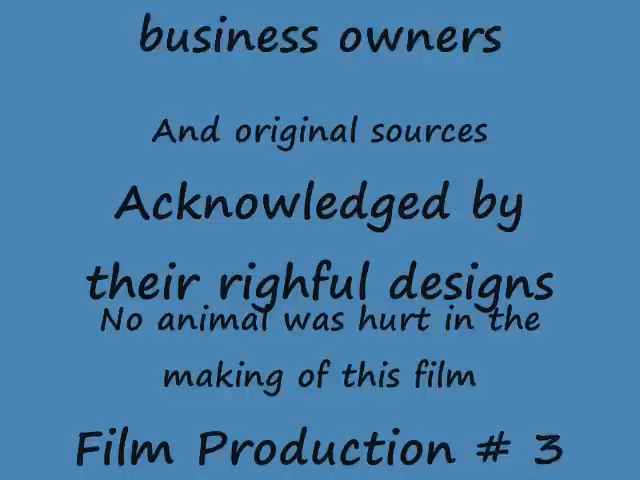 business owners
And original sources
Acknowledged by
their righful designs
No animal was hurt in the
making of this film
Film Production # 3